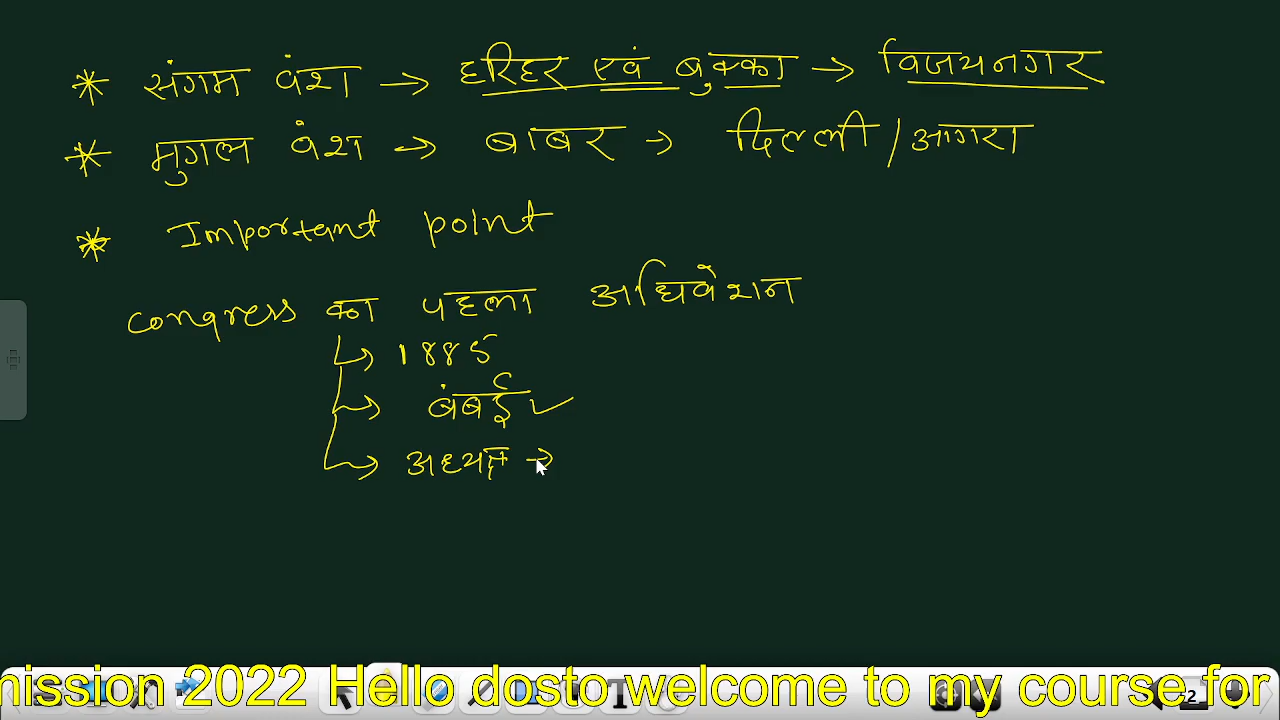 * संगम वंश → हरिहर एवं बुक्का → विजयनगर
* मुगल वंश → बाबर → दिल्ली/आगरा
* Important point
Congress का पहला अधिवेशन
→ 1885
→ बंबई ✓
→ अध्यक्ष →
mission 2022 Hello dosto welcome to my course for